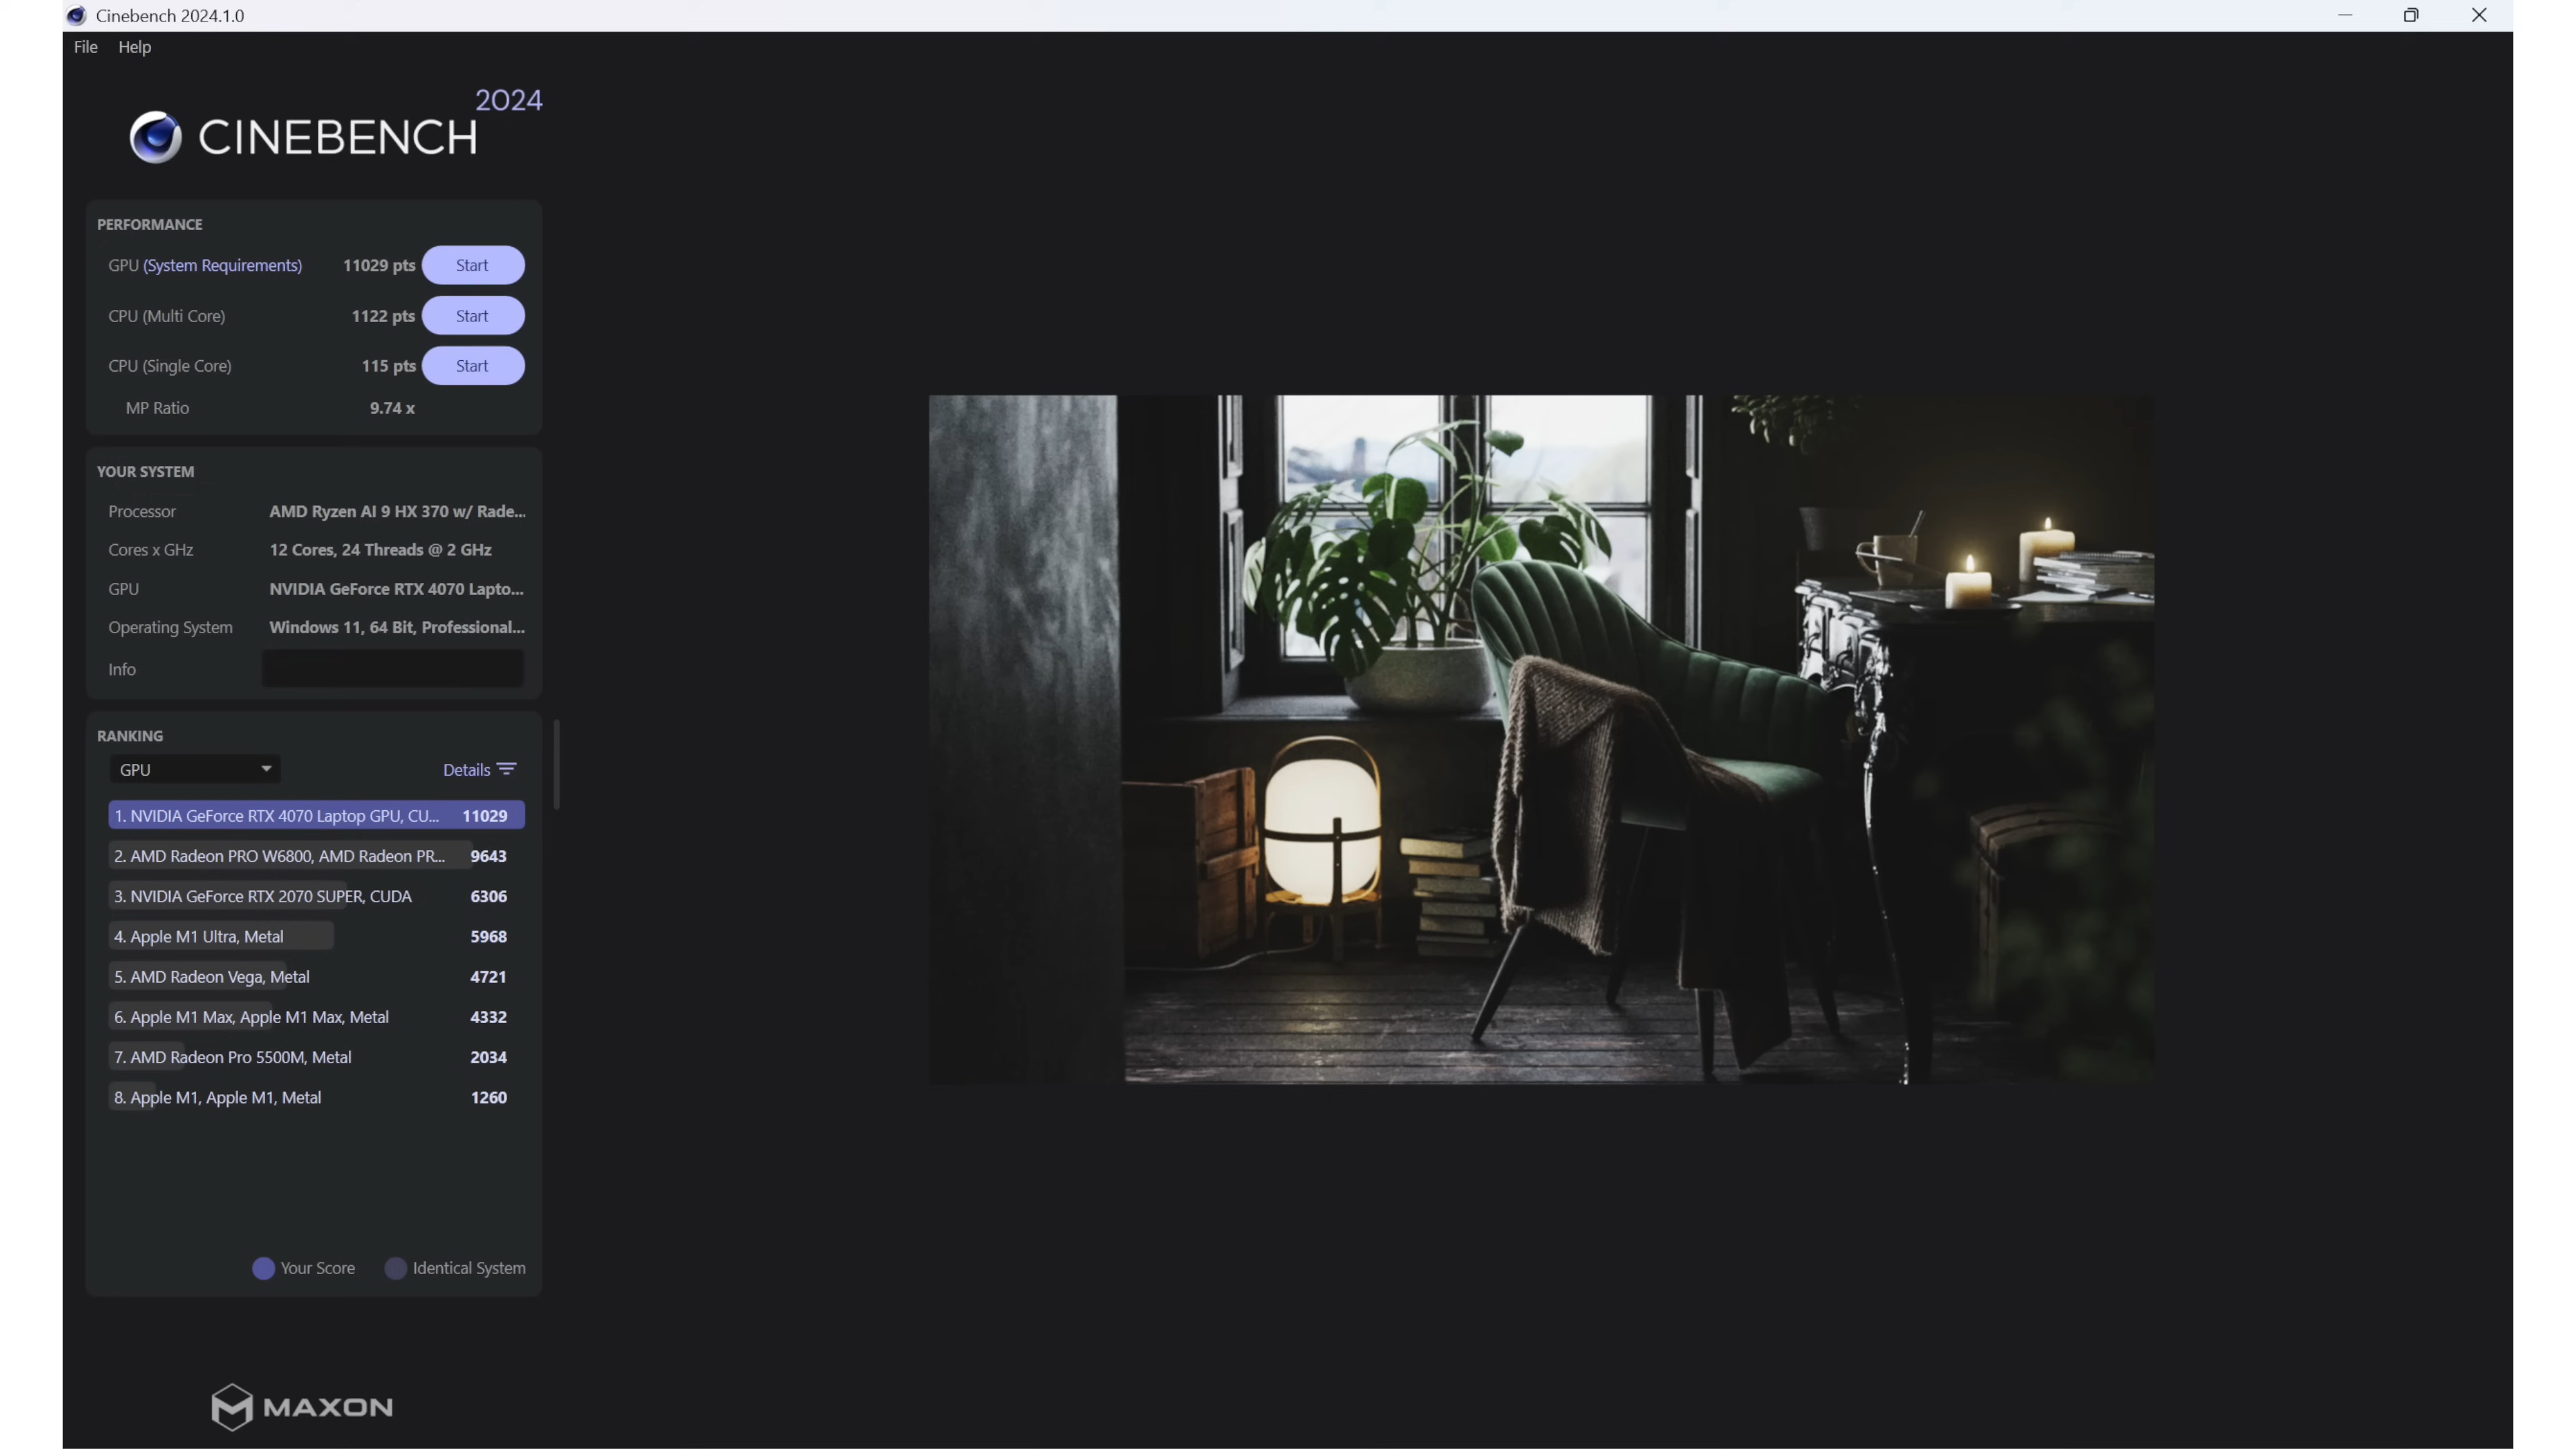 Cinebench 2024.1.0
File Help
CINEBENCH 2024
PERFORMANCE
GPU (System Requirements) 11029 pts Start
CPU (Multi Core) 1122 pts Start
CPU (Single Core) 115 pts Start
MP Ratio 9.74 x
YOUR SYSTEM
Processor AMD Ryzen AI 9 HX 370 w/ Rade...
Cores x GHz 12 Cores, 24 Threads @ 2 GHz
GPU NVIDIA GeForce RTX 4070 Lapto...
Operating System Windows 11, 64 Bit, Professional...
Info
RANKING
GPU Details
1. NVIDIA GeForce RTX 4070 Laptop GPU, CU... 11029
2. AMD Radeon PRO W6800, AMD Radeon PR... 9643
3. NVIDIA GeForce RTX 2070 SUPER, CUDA 6306
4. Apple M1 Ultra, Metal 5968
5. AMD Radeon Vega, Metal 4721
6. Apple M1 Max, Apple M1 Max, Metal 4332
7. AMD Radeon Pro 5500M, Metal 2034
8. Apple M1, Apple M1, Metal 1260
Your Score Identical System
MAXON